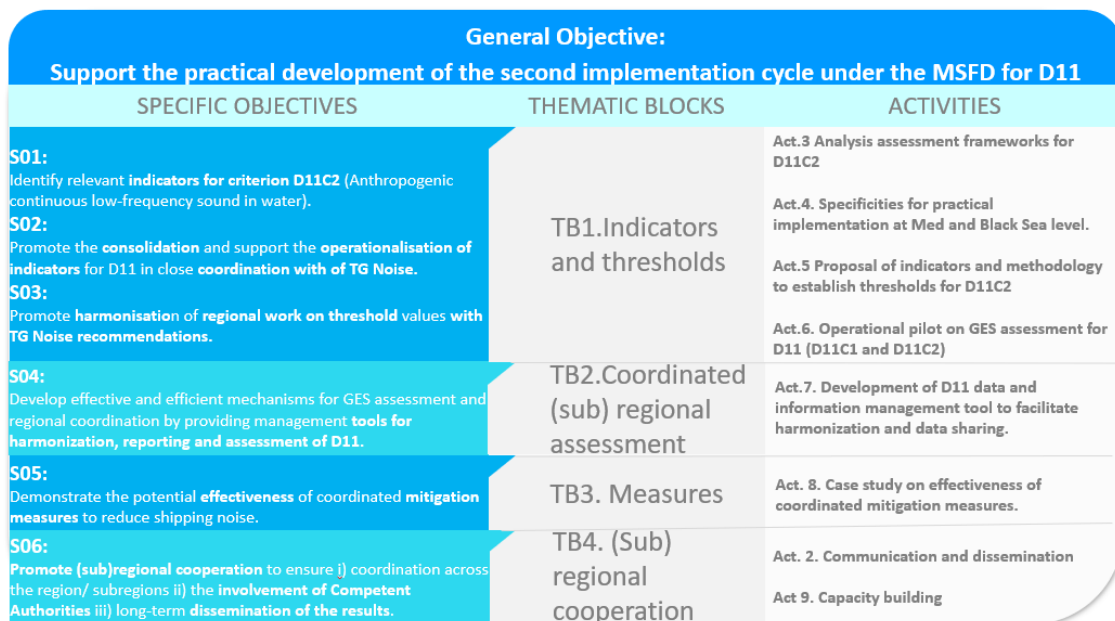 General Objective:
Support the practical development of the second implementation cycle under the MSFD for D11
SPECIFIC OBJECTIVES
THEMATIC BLOCKS
ACTIVITIES
S01:
Identify relevant indicators for criterion D11C2 (Anthropogenic
continuous low-frequency sound in water).
S02:
Promote the consolidation and support the operationalisation of
indicators for D11 in close coordination with of TG Noise.
S03:
Promote harmonisation of regional work on threshold values with
TG Noise recommendations.
TB1.Indicators
and thresholds
Act.3 Analysis assessment frameworks for
D11C2
Act.4. Specificities for practical
implementation at Med and Black Sea level.
Act.5 Proposal of indicators and methodology
to establish thresholds for D11C2
Act.6. Operational pilot on GES assessment for
D11 (D11C1 and D11C2)
S04:
Develop effective and efficient mechanisms for GES assessment and
regional coordination by providing management tools for
harmonization, reporting and assessment of D11.
TB2.Coordinated
(sub) regional
assessment
Act.7. Development of D11 data and
information management tool to facilitate
harmonization and data sharing.
S05:
Demonstrate the potential effectiveness of coordinated mitigation
measures to reduce shipping noise.
TB3. Measures
Act. 8. Case study on effectiveness of
coordinated mitigation measures.
S06:
Promote (sub)regional cooperation to ensure i) coordination across
the region/ subregions ii) the involvement of Competent
Authorities iii) long-term dissemination of the results.
TB4. (Sub)
regional
cooperation
Act. 2. Communication and dissemination
Act 9. Capacity building